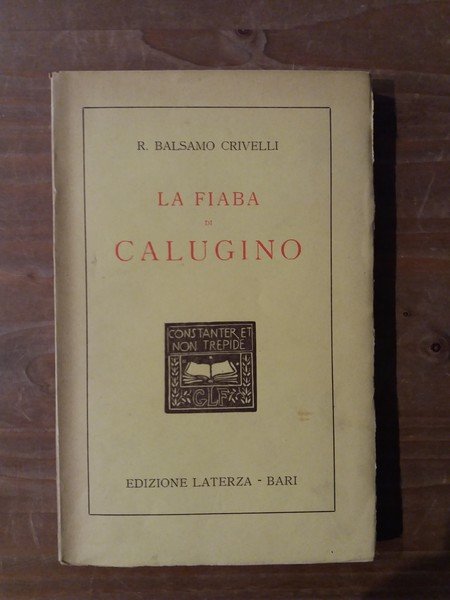 R. BALSAMO CRIVELLI
LA FIABA
DI
CALUGINO
CONSTANTER ET
NON TREPIDE
GLF
EDIZIONE LATERZA - BARI